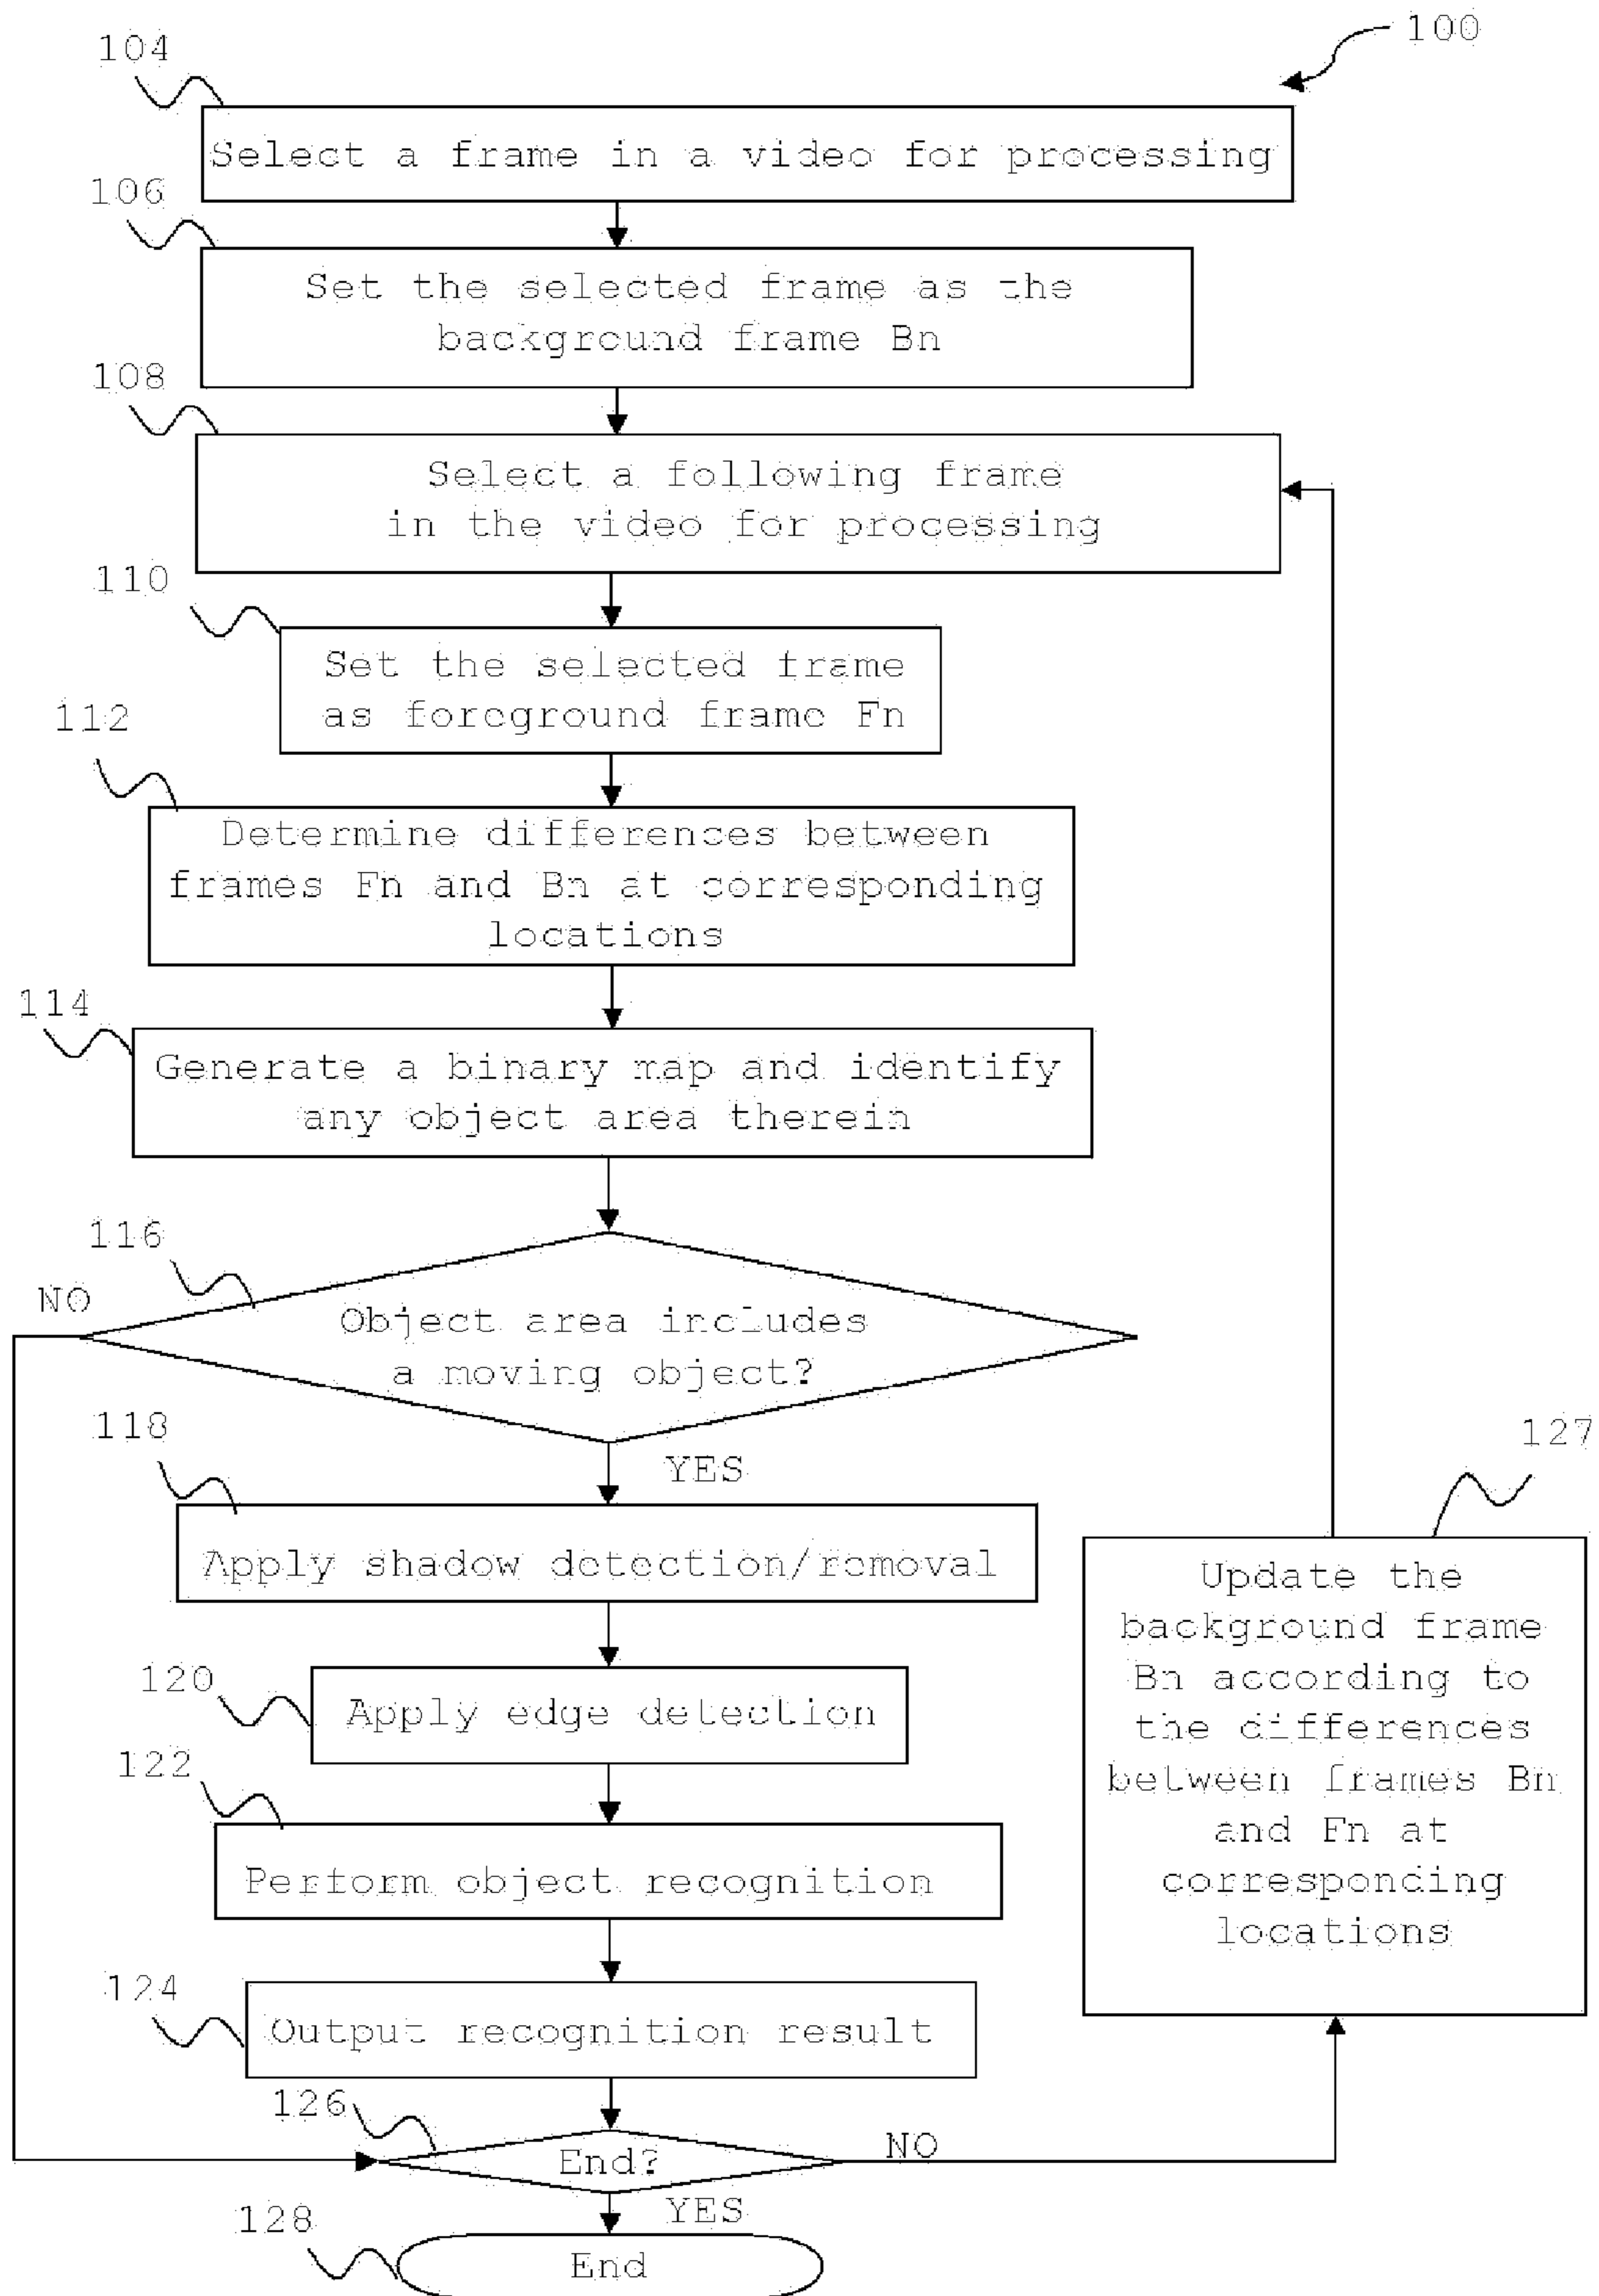 100
104
Select a frame in a video for processing
106
Set the selected frame as the
background frame Bn
108
Select a following frame
in the video for processing
110
Set the selected frame
as foreground frame Fn
112
Determine differences between
frames Fn and Bn at corresponding
locations
114
Generate a binary map and identify
any object area therein
116
NO
Object area includes
a moving object?
YES
118
Apply shadow detection/removal
120
Apply edge detection
122
Perform object recognition
124
Output recognition result
126
End?
NO
YES
127
Update the
background frame
Bn according to
the differences
between frames Bn
and Fn at
corresponding
locations
128
End